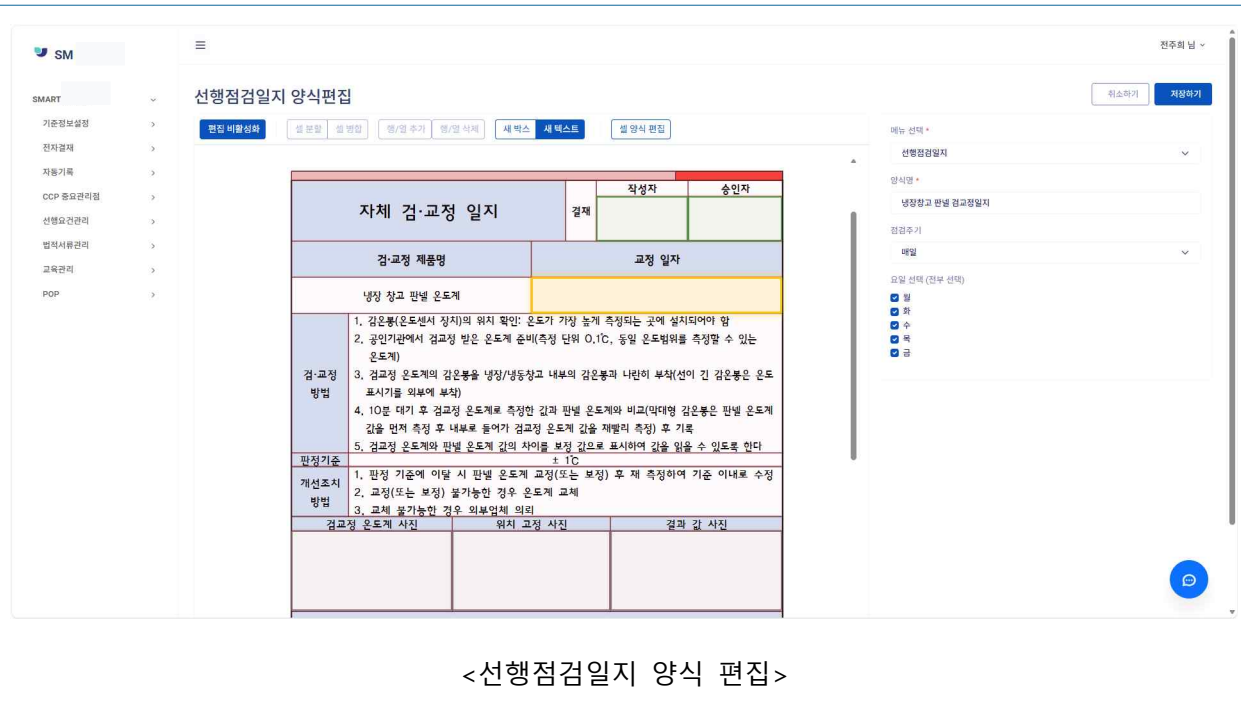 SM
전주희 님
SMART
기준정보설정
전자결재
자동기록
CCP 중요관리점
선행요건관리
법적서류관리
교육관리
POP
선행점검일지 양식편집
취소하기 저장하기
편집 비활성화 셀 분할 셀 병합 행/열 추가 행/열 삭제 새 박스 새 텍스트 셀 양식 편집
자체 검·교정 일지
결재
작성자 승인자
검·교정 제품명 교정 일자
냉장 창고 판넬 온도계
검·교정
방법
1. 감온봉(온도센서 장치)의 위치 확인: 온도가 가장 높게 측정되는 곳에 설치되어야 함
2. 공인기관에서 검교정 받은 온도계 준비(측정 단위 0.1℃, 동일 온도범위를 측정할 수 있는
온도계)
3. 검교정 온도계의 감온봉을 냉장/냉동창고 내부의 감온봉과 나란히 부착(선이 긴 감온봉은 온도
표시기를 외부에 부착)
4. 10분 대기 후 검교정 온도계로 측정한 값과 판넬 온도계와 비교(막대형 감온봉은 판넬 온도계
값을 먼저 측정 후 내부로 들어가 검교정 온도계 값을 재빨리 측정) 후 기록
5. 검교정 온도계와 판넬 온도계 값의 차이를 보정 값으로 표시하여 값을 읽을 수 있도록 한다
판정기준 ± 1℃
개선조치
방법
1. 판정 기준에 이탈 시 판넬 온도계 교정(또는 보정) 후 재 측정하여 기준 이내로 수정
2. 교정(또는 보정) 불가능한 경우 온도계 교체
3. 교체 불가능한 경우 외부업체 의뢰
검교정 온도계 사진 위치 고정 사진 결과 값 사진
메뉴 선택 *
선행점검일지
양식명 *
냉장창고 판넬 검교정일지
점검주기
매일
요일 선택 (전부 선택)
월
화
수
목
금
<선행점검일지 양식 편집>